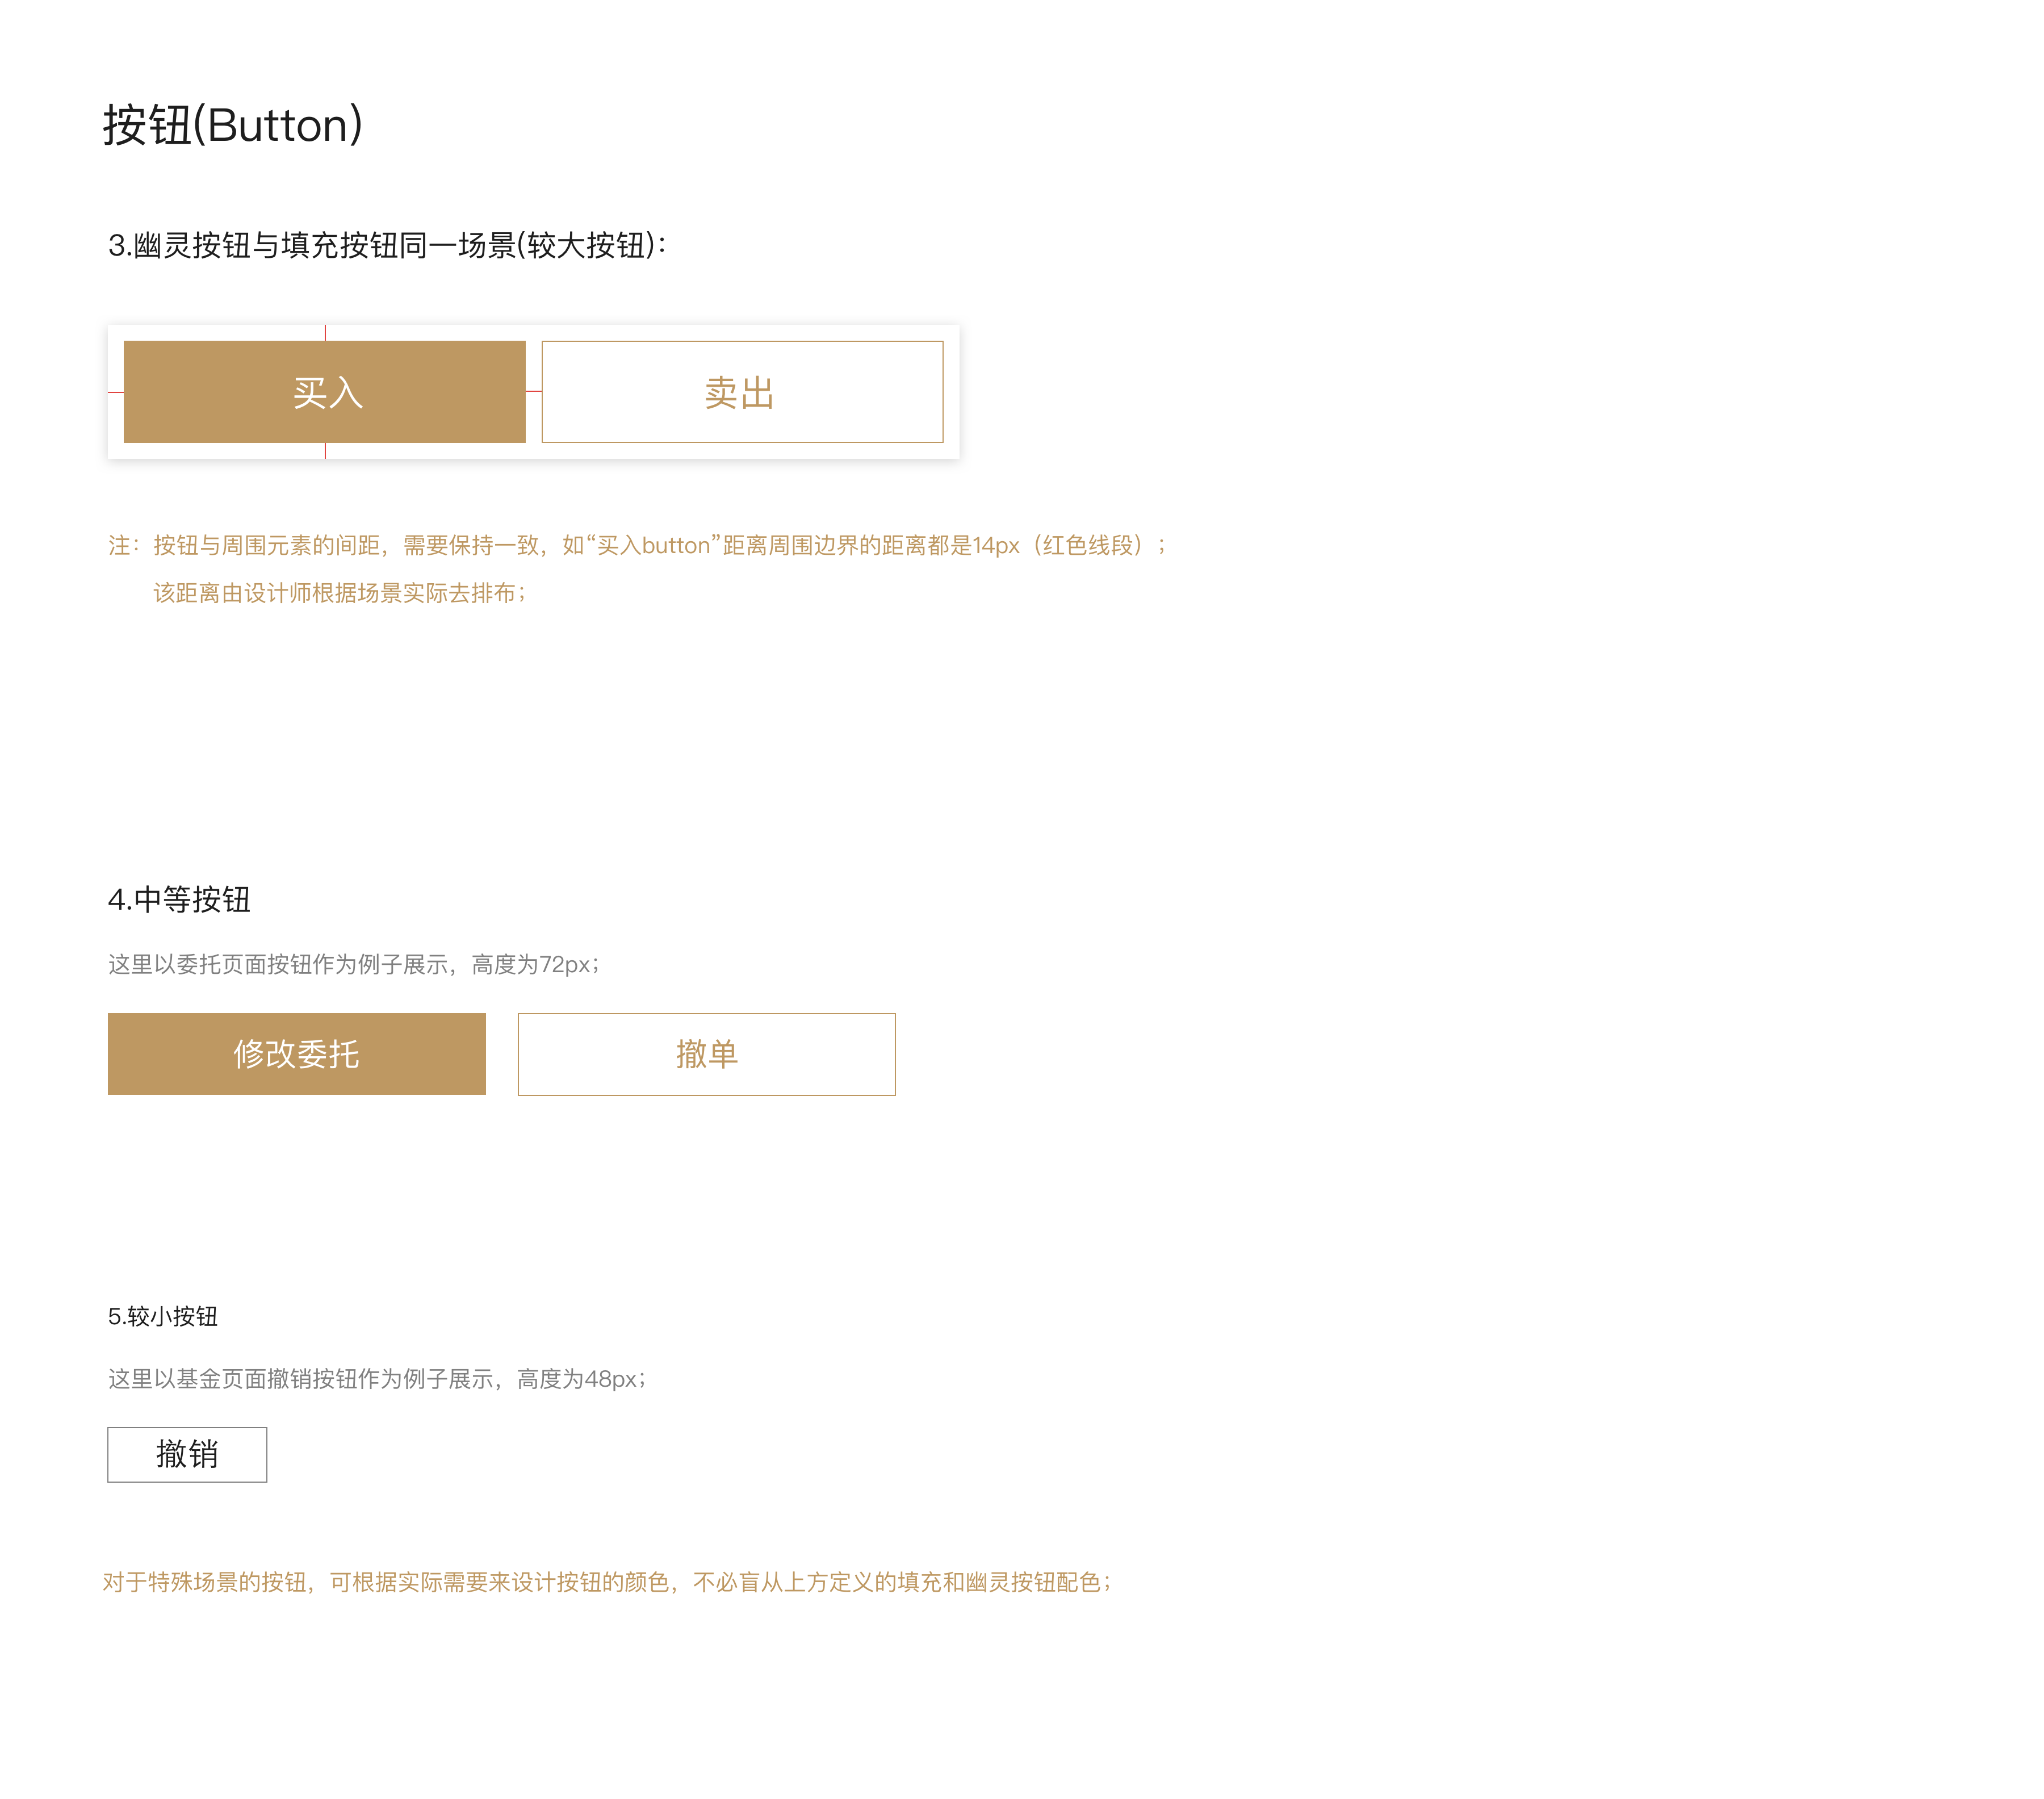 按钮(Button)
3.幽灵按钮与填充按钮同一场景(较大按钮)：
买入
卖出
注：按钮与周围元素的间距，需要保持一致，如“买入button”距离周围边界的距离都是14px（红色线段）；
该距离由设计师根据场景实际去排布；
4.中等按钮
这里以委托页面按钮作为例子展示，高度为72px；
修改委托
撤单
5.较小按钮
这里以基金页面撤销按钮作为例子展示，高度为48px；
撤销
对于特殊场景的按钮，可根据实际需要来设计按钮的颜色，不必盲从上方定义的填充和幽灵按钮配色；